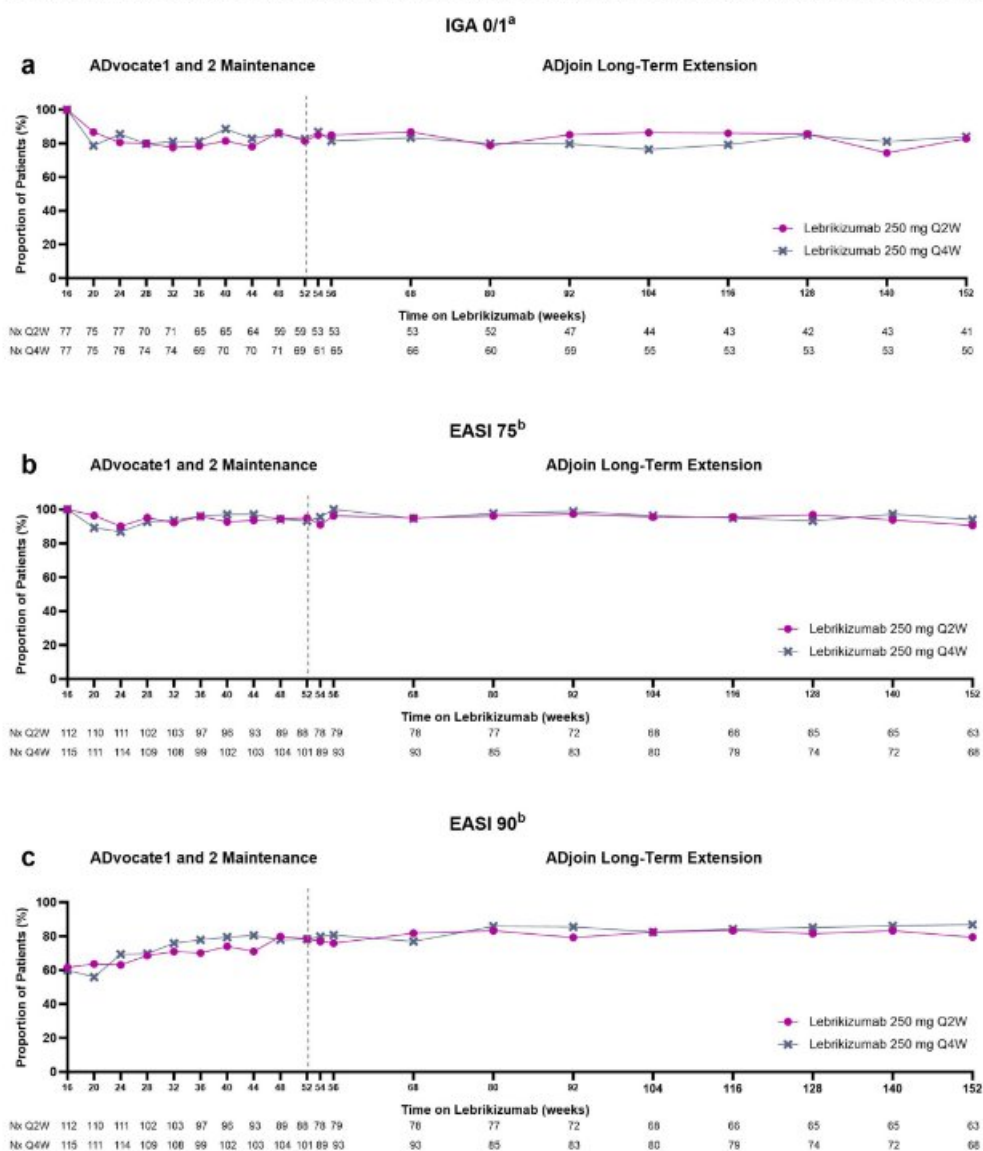 IGA 0/1a
a ADvocate1 and 2 Maintenance ADjoin Long-Term Extension
Proportion of Patients (%)
100
80
60
40
20
0
Lebrikizumab 250 mg Q2W
Lebrikizumab 250 mg Q4W
16 20 24 28 32 36 40 44 48 52 54 56 68 80 92 104 116 128 140 152
Time on Lebrikizumab (weeks)
Nx Q2W 77 75 77 70 71 65 65 64 59 59 53 53 53 52 47 44 43 42 43 41
Nx Q4W 77 75 76 74 74 69 70 70 71 69 61 65 66 60 59 55 53 53 53 50
EASI 75b
b ADvocate1 and 2 Maintenance ADjoin Long-Term Extension
Proportion of Patients (%)
100
80
60
40
20
0
Lebrikizumab 250 mg Q2W
Lebrikizumab 250 mg Q4W
16 20 24 28 32 36 40 44 48 52 54 56 68 80 92 104 116 128 140 152
Time on Lebrikizumab (weeks)
Nx Q2W 112 110 111 102 103 97 96 93 89 88 78 79 78 77 72 68 66 65 65 63
Nx Q4W 115 111 114 109 108 99 102 103 104 101 89 93 93 85 83 80 79 74 72 68
EASI 90b
c ADvocate1 and 2 Maintenance ADjoin Long-Term Extension
Proportion of Patients (%)
100
80
60
40
20
0
Lebrikizumab 250 mg Q2W
Lebrikizumab 250 mg Q4W
16 20 24 28 32 36 40 44 48 52 54 56 68 80 92 104 116 128 140 152
Time on Lebrikizumab (weeks)
Nx Q2W 112 110 111 102 103 97 96 93 89 88 78 79 78 77 72 68 66 65 65 63
Nx Q4W 115 111 114 109 108 99 102 103 104 101 89 93 93 85 83 80 79 74 72 68